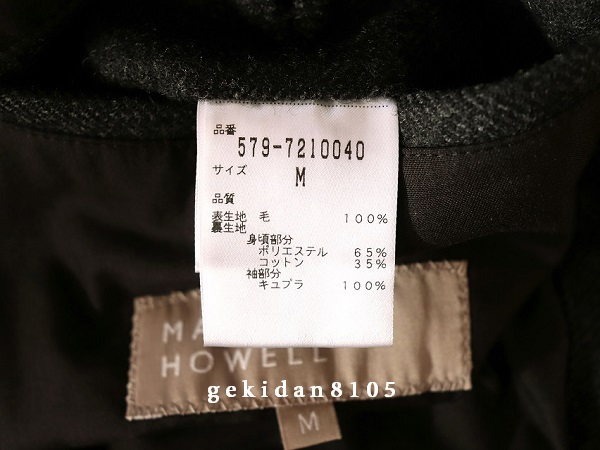 品番
579-7210040
サイズ
M
品質
表生地 毛 100%
裏生地
身頃部分
ポリエステル 65%
コットン 35%
袖部分
キュプラ 100%
MA
HOWELL
gekidan8105
M